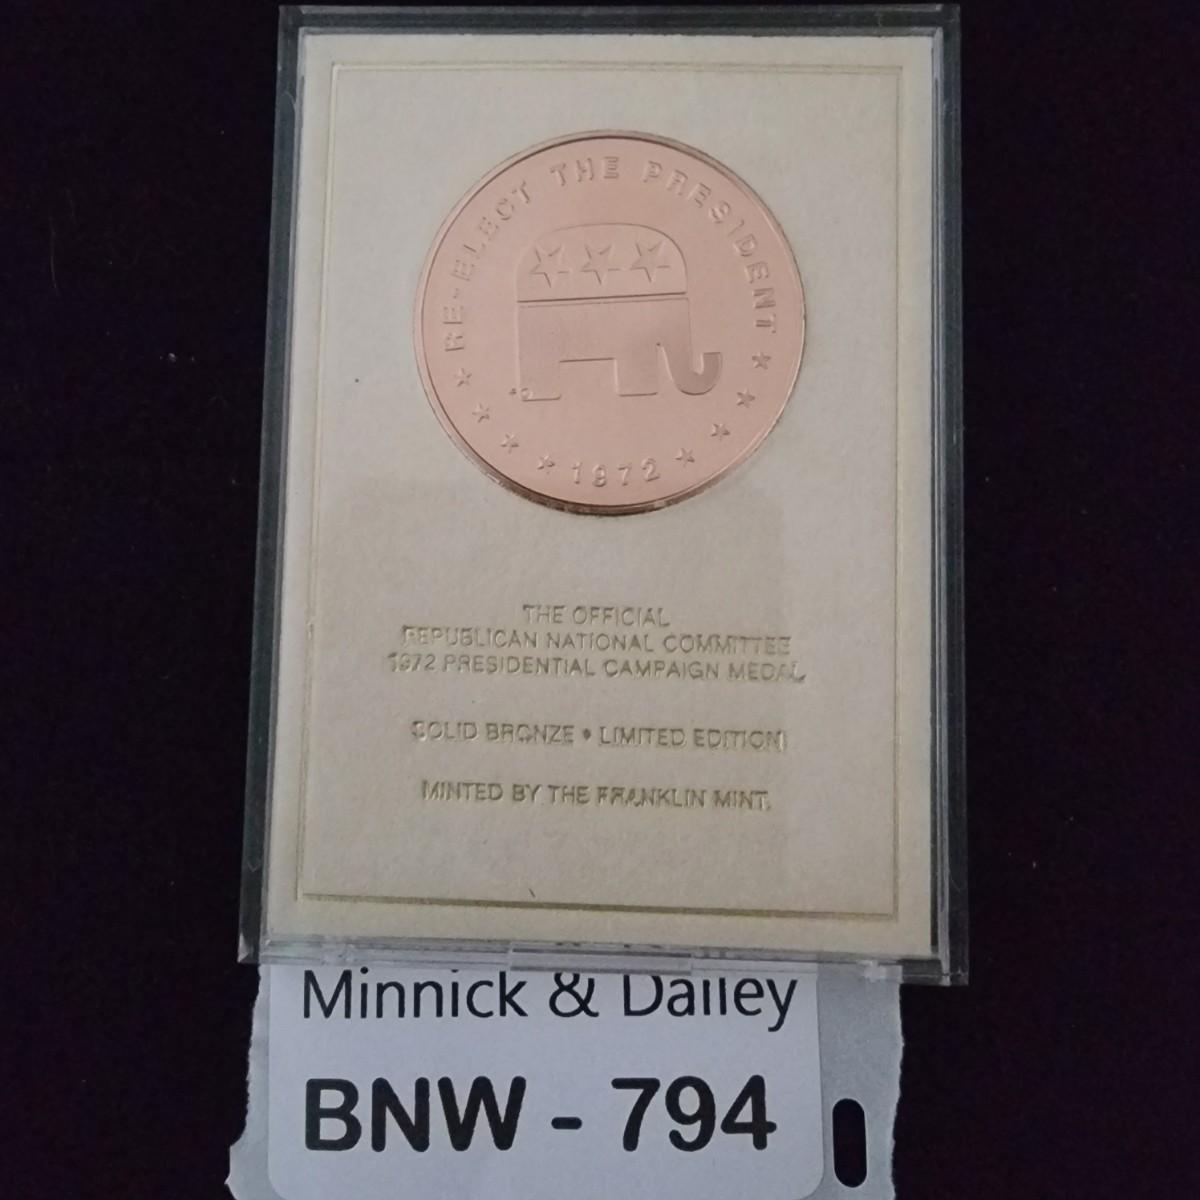 RE-ELECT THE PRESIDENT
1972
THE OFFICIAL
REPUBLICAN NATIONAL COMMITTEE
1972 PRESIDENTIAL CAMPAIGN MEDAL
SOLID BRONZE • LIMITED EDITION
MINTED BY THE FRANKLIN MINT.
Minnick & Dailey
BNW - 794